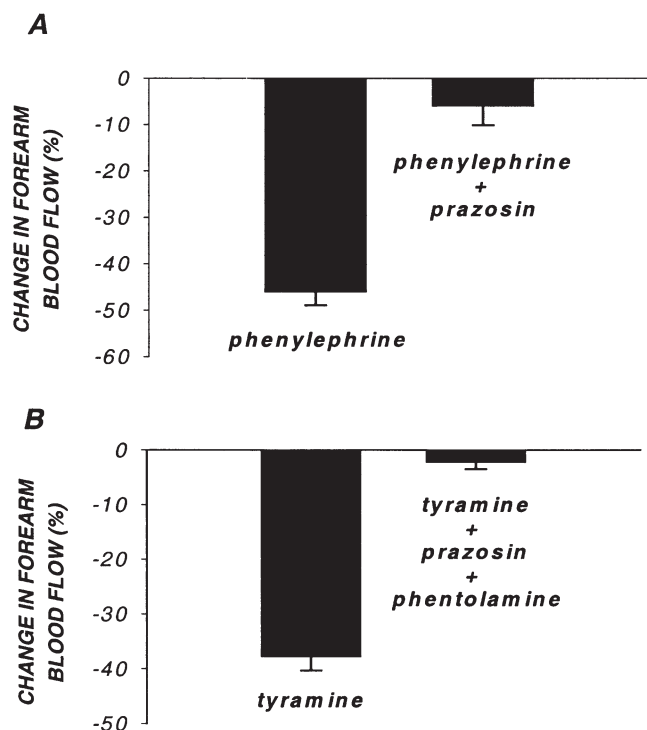 A
CHANGE IN FOREARM
BLOOD FLOW (%)
0
-10
-20
-30
-40
-50
-60
phenylephrine
phenylephrine
+
prazosin
B
CHANGE IN FOREARM
BLOOD FLOW (%)
0
-10
-20
-30
-40
-50
tyramine
tyramine
+
prazosin
+
phentolamine